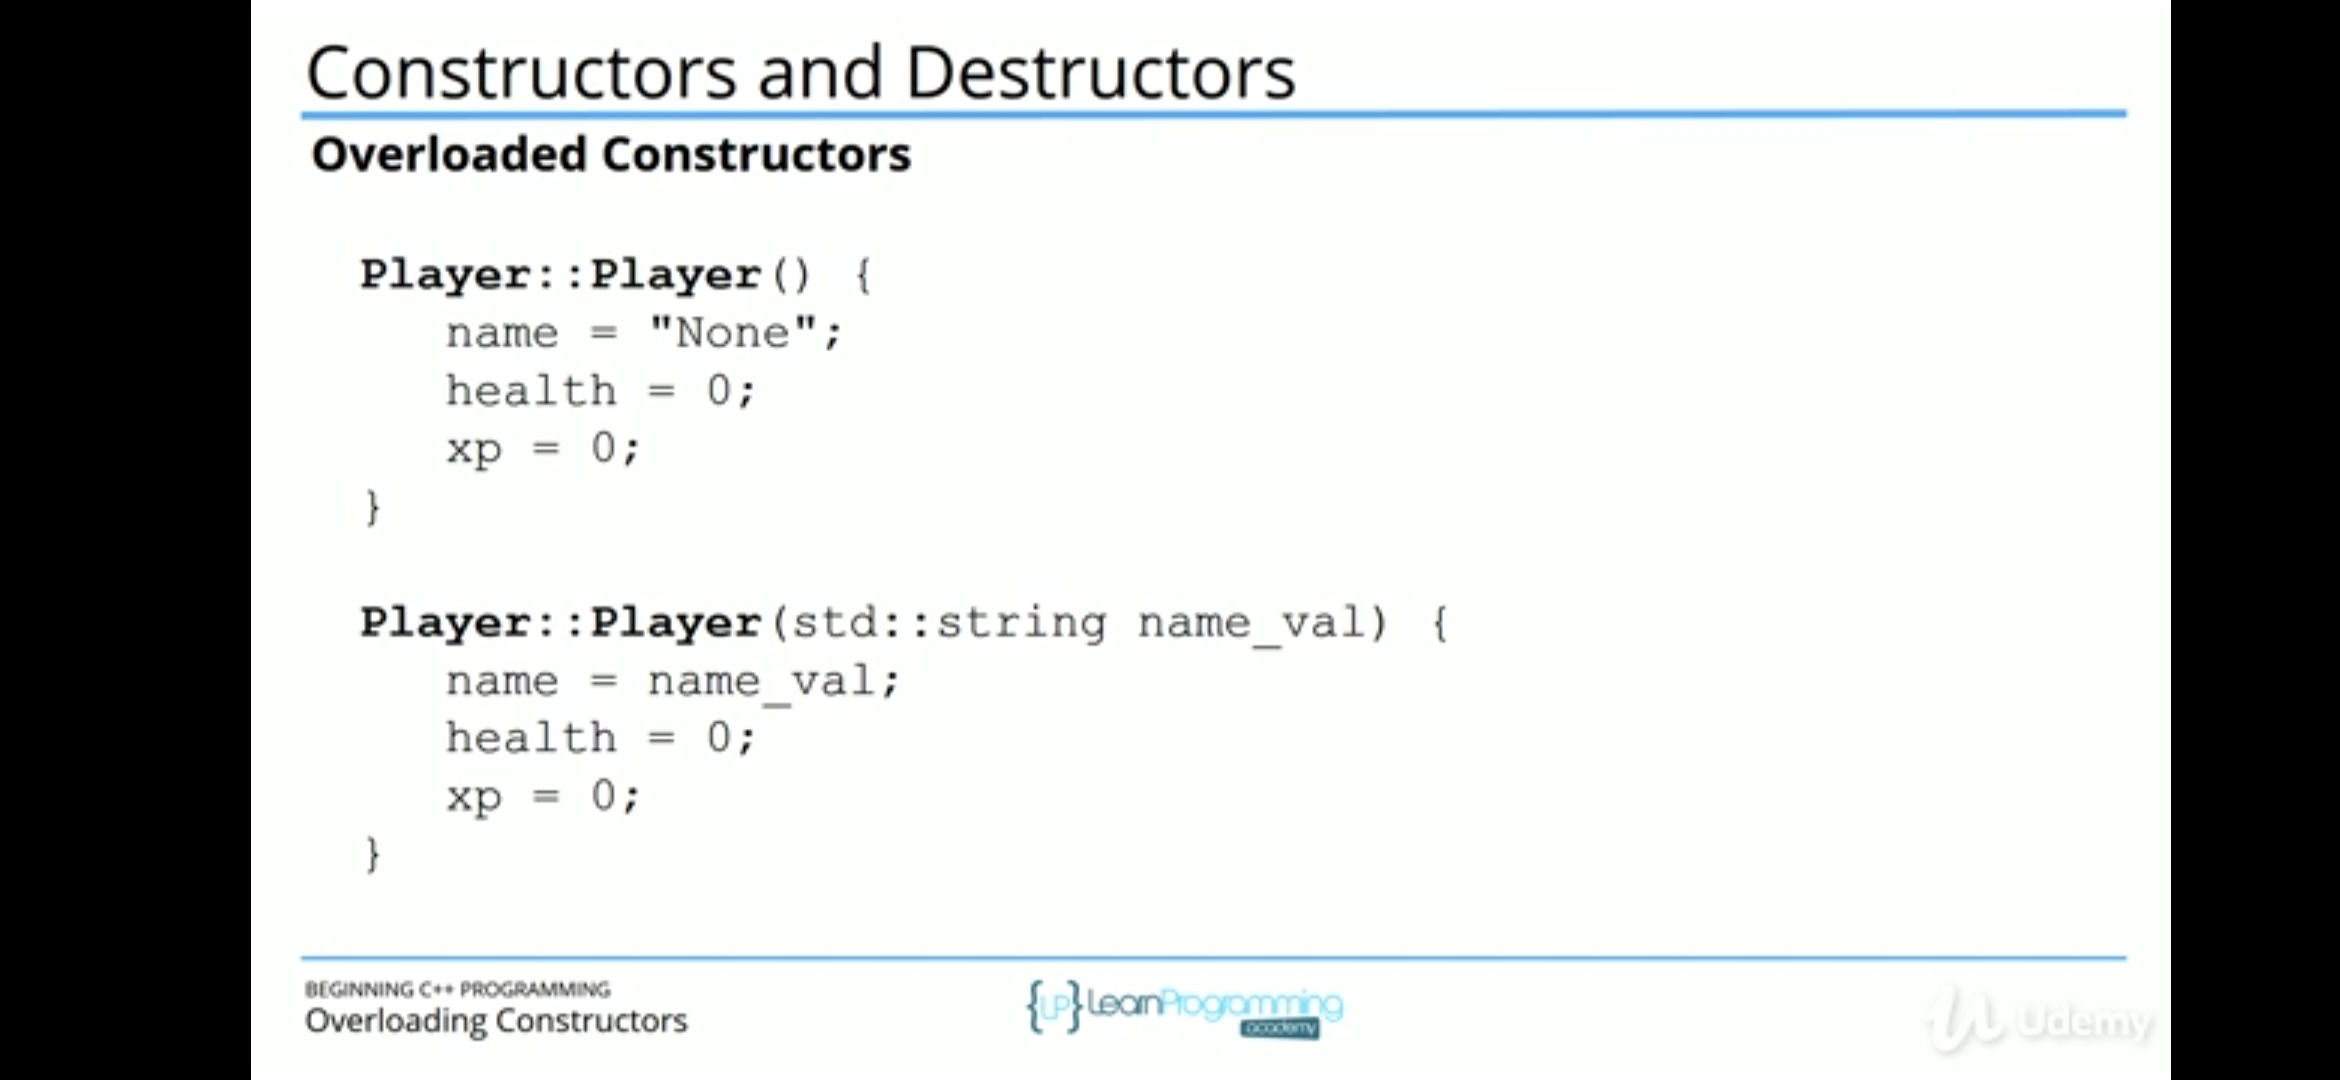 Constructors and Destructors
Overloaded Constructors
Player::Player() {
name = "None";
health = 0;
xp = 0;
}
Player::Player(std::string name_val) {
name = name_val;
health = 0;
xp = 0;
}
BEGINNING C++ PROGRAMMING
Overloading Constructors
{LP}LearnProgramming
academy
Udemy